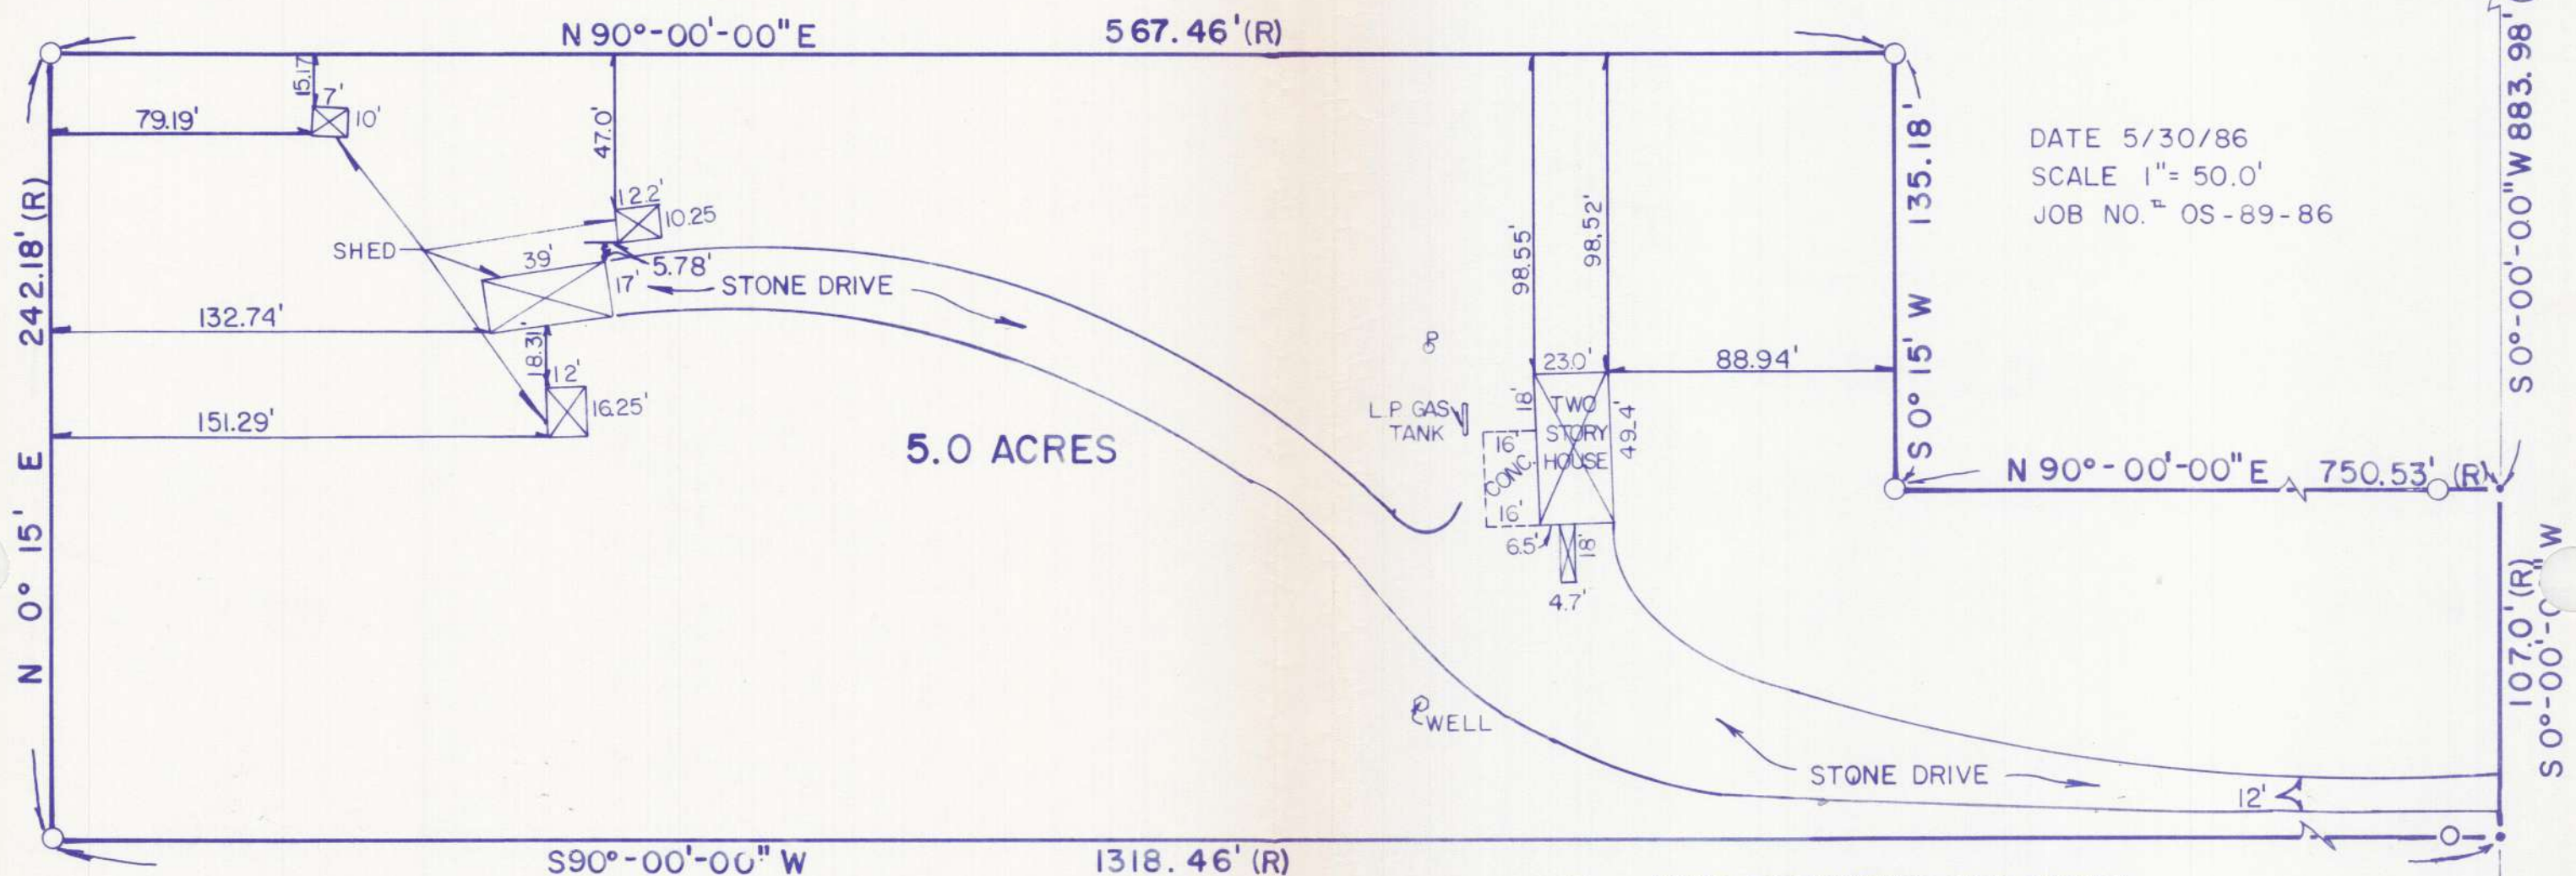 N 90°-00'-00" E 567.46' (R)
S 0°-00'-00" W 883.98'
15.17
7'
10'
79.19'
47.0'
12.2'
10.25
SHED
39'
17'
5.78'
STONE DRIVE
132.74'
18.31'
12'
16.25'
151.29'
N 0° 15' E 242.18' (R)
5.0 ACRES
98.55'
98.52'
23.0'
88.94'
S 0° 15' W 135.18'
DATE 5/30/86
SCALE 1" = 50.0'
JOB NO. OS-89-86
L.P. GAS
TANK
18'
TWO
STORY
HOUSE
49.4'
16'
CONC.
16'
6.5'
18'
4.7'
N 90°-00'-00" E 750.53' (R)
107.0' (R)
WELL
STONE DRIVE
12'
S90°-00'-00" W 1318.46' (R)